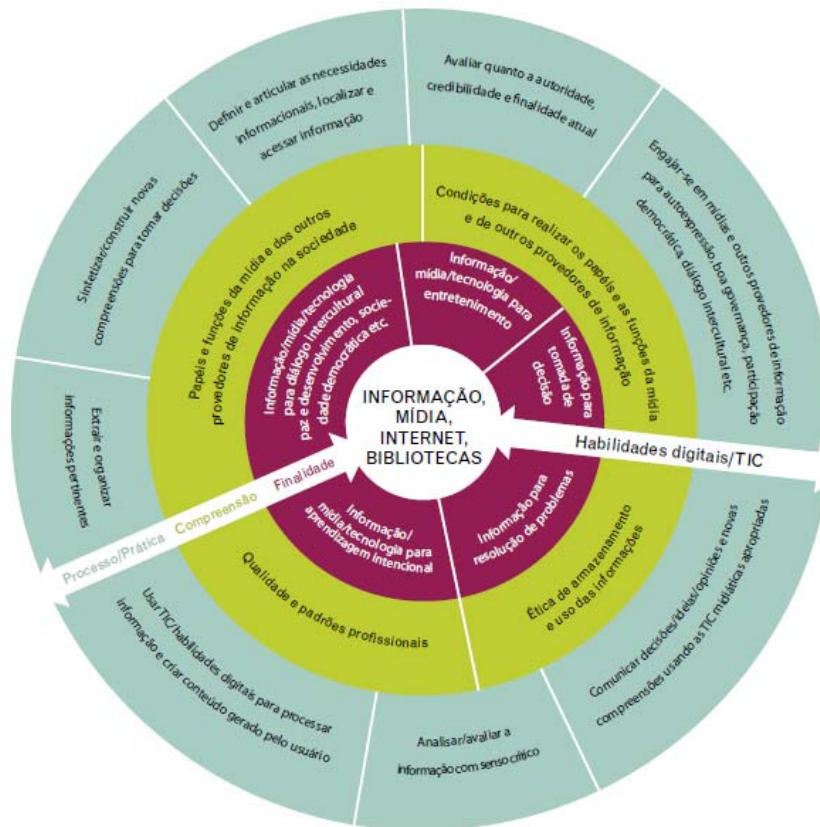 Definir e articular as necessidades
informacionais, localizar e
acessar informação
Avaliar quanto a autoridade,
credibilidade e finalidade atual
Engajar-se em mídias e outros provedores de informação
para autoexpressão, boa governança, participação
democrática, diálogo intercultural etc.
Sintetizar/construir novas
compreensões para tomar decisões
Extrair e organizar
informações pertinentes
Papéis e funções da mídia e dos outros
provedores de informação na sociedade
Condições para realizar os papéis e as funções da mídia
e de outros provedores de informação
Informação/mídia/tecnologia
para diálogo intercultural
paz e desenvolvimento, socie-
dade democrática etc.
Informação/
mídia/tecnologia para
entretenimento
Informação para
tomada de
decisão
INFORMAÇÃO,
MÍDIA,
INTERNET,
BIBLIOTECAS
Habilidades digitais/TIC
Processo/Prática Compreensão Finalidade
Informação/
mídia/tecnologia para
aprendizagem intencional
Informação para
resolução de problemas
Qualidade e padrões profissionais
Ética de armazenamento
e uso das informações
Usar TIC/habilidades digitais para processar
informação e criar conteúdo gerado pelo usuário
Analisar/avaliar a
informação com senso crítico
Comunicar decisões/ideias/opiniões e novas
compreensões usando as TIC midiáticas apropriadas